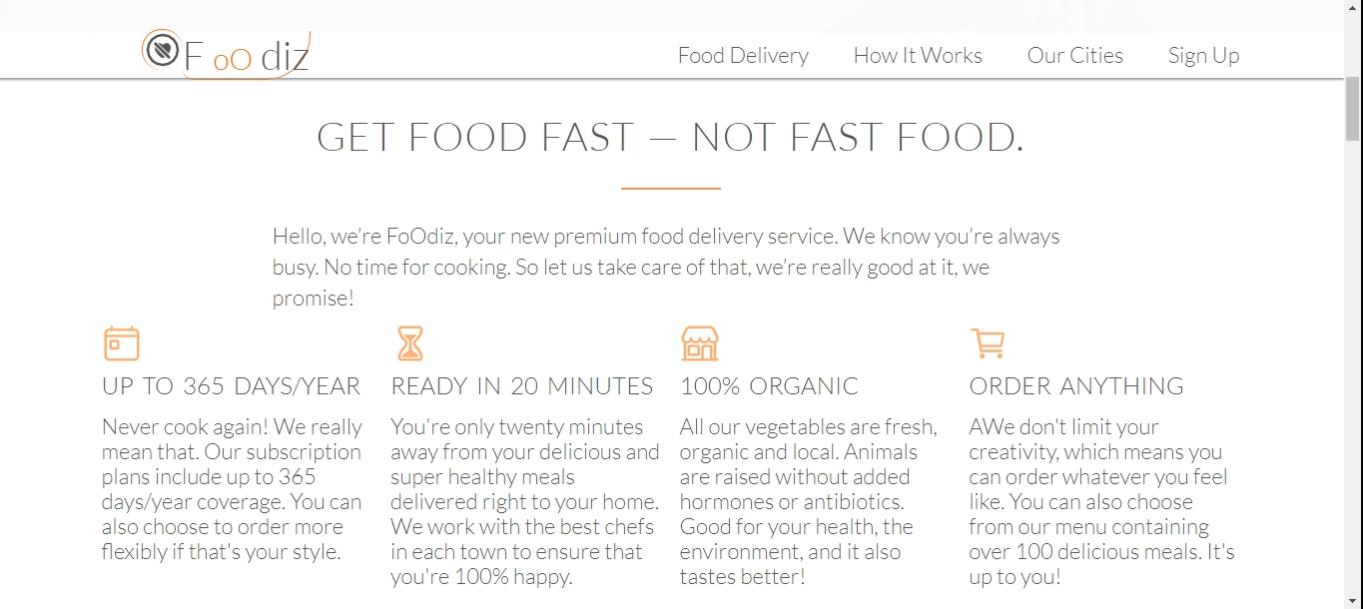 F oO diz
Food Delivery How It Works Our Cities Sign Up
GET FOOD FAST — NOT FAST FOOD.
Hello, we’re FoOdiz, your new premium food delivery service. We know you’re always
busy. No time for cooking. So let us take care of that, we’re really good at it, we
promise!
UP TO 365 DAYS/YEAR
Never cook again! We really
mean that. Our subscription
plans include up to 365
days/year coverage. You can
also choose to order more
flexibly if that's your style.
READY IN 20 MINUTES
You're only twenty minutes
away from your delicious and
super healthy meals
delivered right to your home.
We work with the best chefs
in each town to ensure that
you're 100% happy.
100% ORGANIC
All our vegetables are fresh,
organic and local. Animals
are raised without added
hormones or antibiotics.
Good for your health, the
environment, and it also
tastes better!
ORDER ANYTHING
AWe don't limit your
creativity, which means you
can order whatever you feel
like. You can also choose
from our menu containing
over 100 delicious meals. It's
up to you!